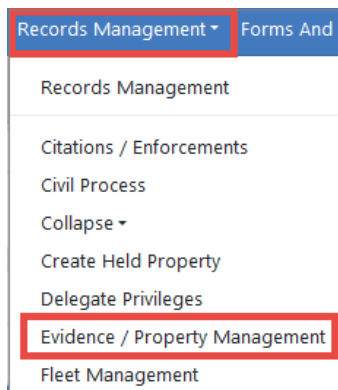 Records Management Forms And
Records Management
Citations / Enforcements
Civil Process
Collapse
Create Held Property
Delegate Privileges
Evidence / Property Management
Fleet Management